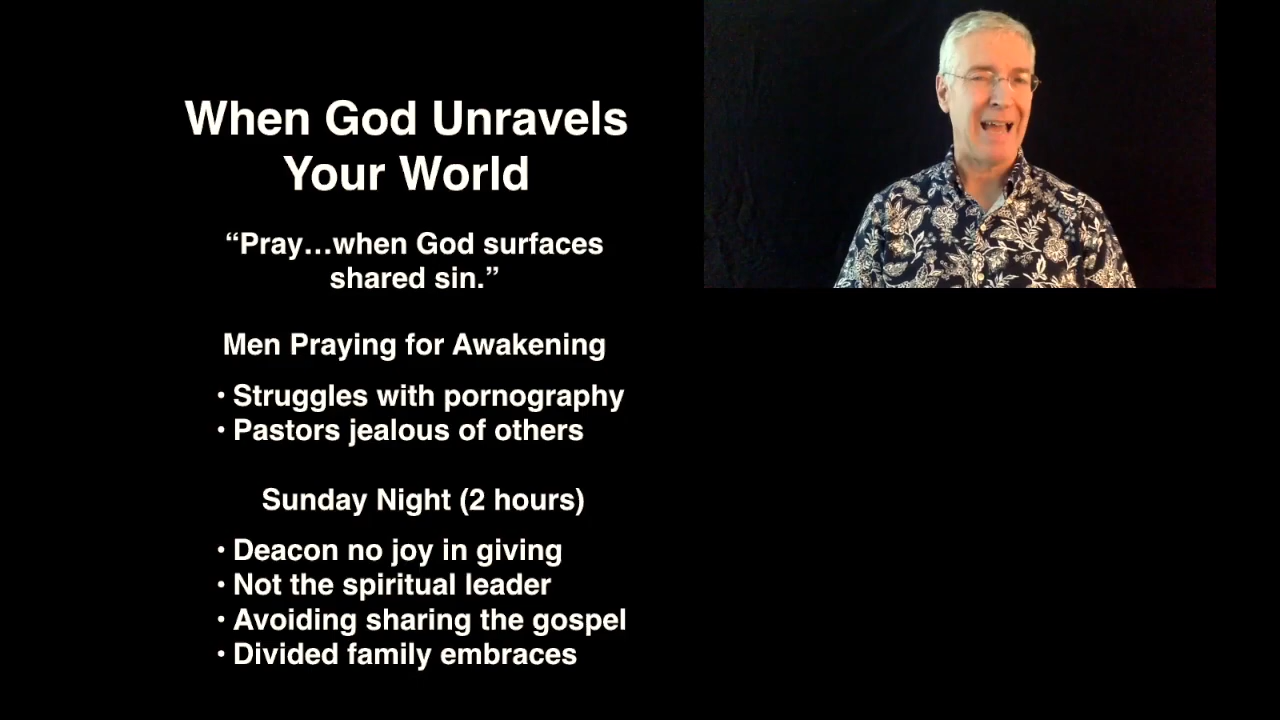 When God Unravels
Your World
“Pray…when God surfaces
shared sin.”
Men Praying for Awakening
• Struggles with pornography
• Pastors jealous of others
Sunday Night (2 hours)
• Deacon no joy in giving
• Not the spiritual leader
• Avoiding sharing the gospel
• Divided family embraces